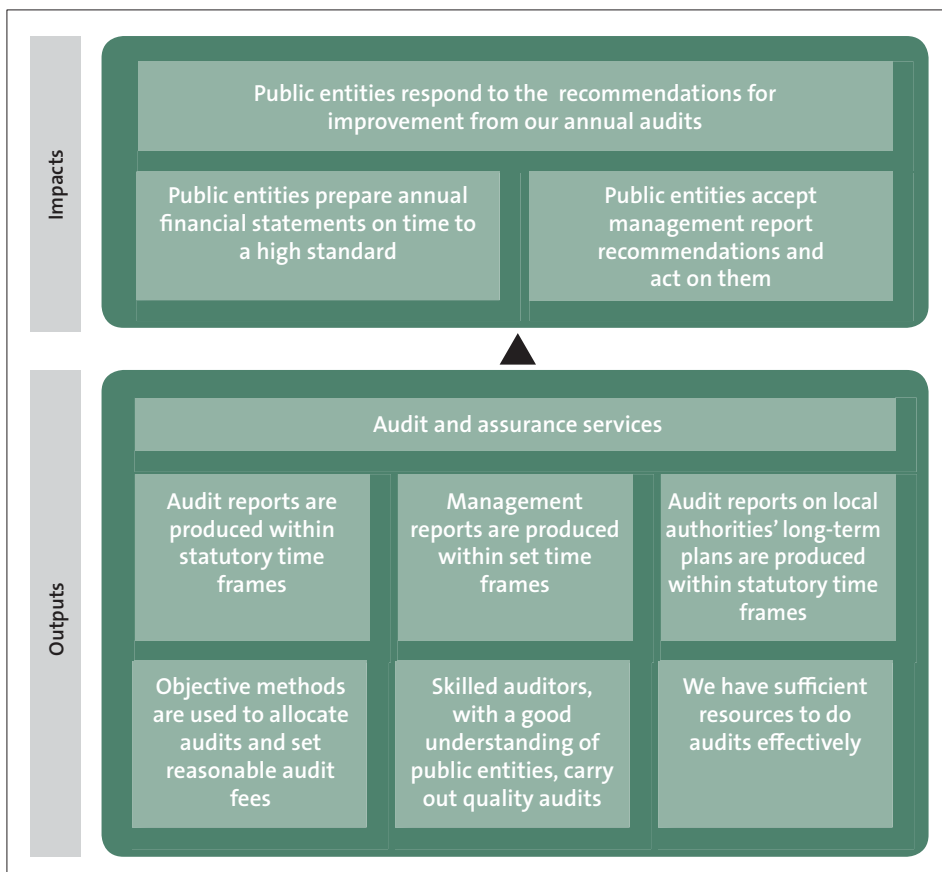 Impacts
Public entities respond to the recommendations for
improvement from our annual audits
Public entities prepare annual
financial statements on time to
a high standard
Public entities accept
management report
recommendations and
act on them
Outputs
Audit and assurance services
Audit reports are
produced within
statutory time
frames
Management
reports are produced
within set time
frames
Audit reports on local
authorities’ long-term
plans are produced
within statutory time
frames
Objective methods
are used to allocate
audits and set
reasonable audit
fees
Skilled auditors,
with a good
understanding of
public entities, carry
out quality audits
We have sufficient
resources to do
audits effectively